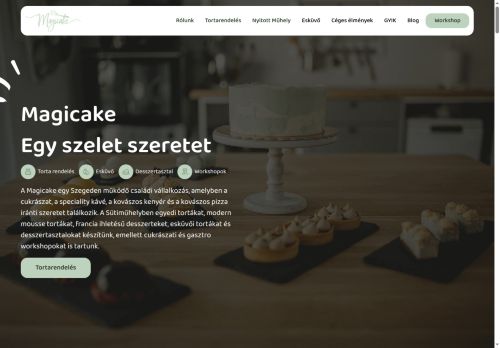 Magicake
Rólunk Tortarendelés Nyitott Műhely Esküvő Céges élmények GYIK Blog Workshop
Magicake
Egy szelet szeretet
Torta rendelés Esküvő Desszertasztal Workshopok
A Magicake egy Szegeden működő családi vállalkozás, amelyben a
cukrászat, a speciality kávé, a kovászos kenyér és a kovászos pizza
iránti szeretet találkozik. A Sütiműhelyben egyedi tortákat, modern
mousse tortákat, francia ihletésű desszerteket, esküvői tortákat és
desszertasztalokat készítünk, emellett cukrászati és gasztro
workshopokat is tartunk.
Tortarendelés